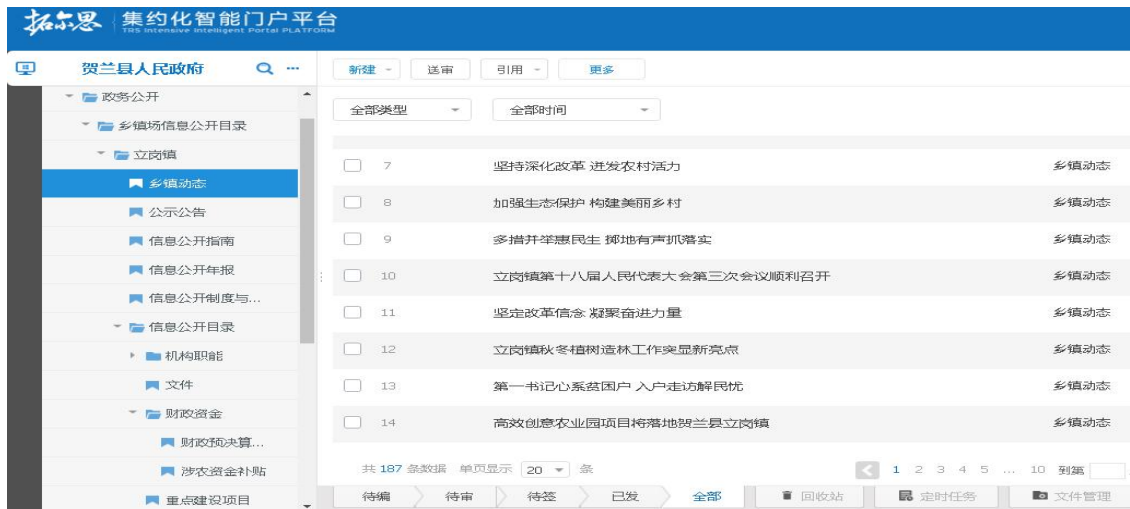 拓尔思 集约化智能门户平台
TRS Intensive Intelligent Portal PLATFORM
贺兰县人民政府 ...
新建 送审 引用 更多
全部类型 全部时间
政务公开
乡镇场信息公开目录
立岗镇
乡镇动态
公示公告
信息公开指南
信息公开年报
信息公开制度与...
信息公开目录
机构职能
文件
财政资金
财政预决算...
涉农资金补贴
重点建设项目
7 坚持深化改革 迸发农村活力 乡镇动态
8 加强生态保护 构建美丽乡村 乡镇动态
9 多措并举惠民生 掷地有声抓落实 乡镇动态
10 立岗镇第十八届人民代表大会第三次会议顺利召开 乡镇动态
11 坚定改革信念 凝聚奋进力量 乡镇动态
12 立岗镇秋冬植树造林工作突显新亮点 乡镇动态
13 第一书记心系贫困户 入户走访解民忧 乡镇动态
14 高效创意农业园项目将落地贺兰县立岗镇 乡镇动态
共 187 条数据 单页显示 20 条 1 2 3 4 5 ... 10 到第
待编 待审 待签 已发 全部 回收站 定时任务 文件管理